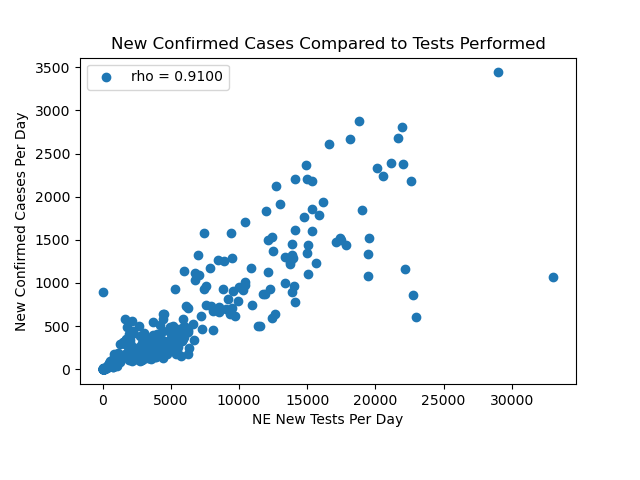 New Confirmed Cases Compared to Tests Performed
rho = 0.9100
New Confirmed Caeses Per Day
3500
3000
2500
2000
1500
1000
500
0
0 5000 10000 15000 20000 25000 30000
NE New Tests Per Day